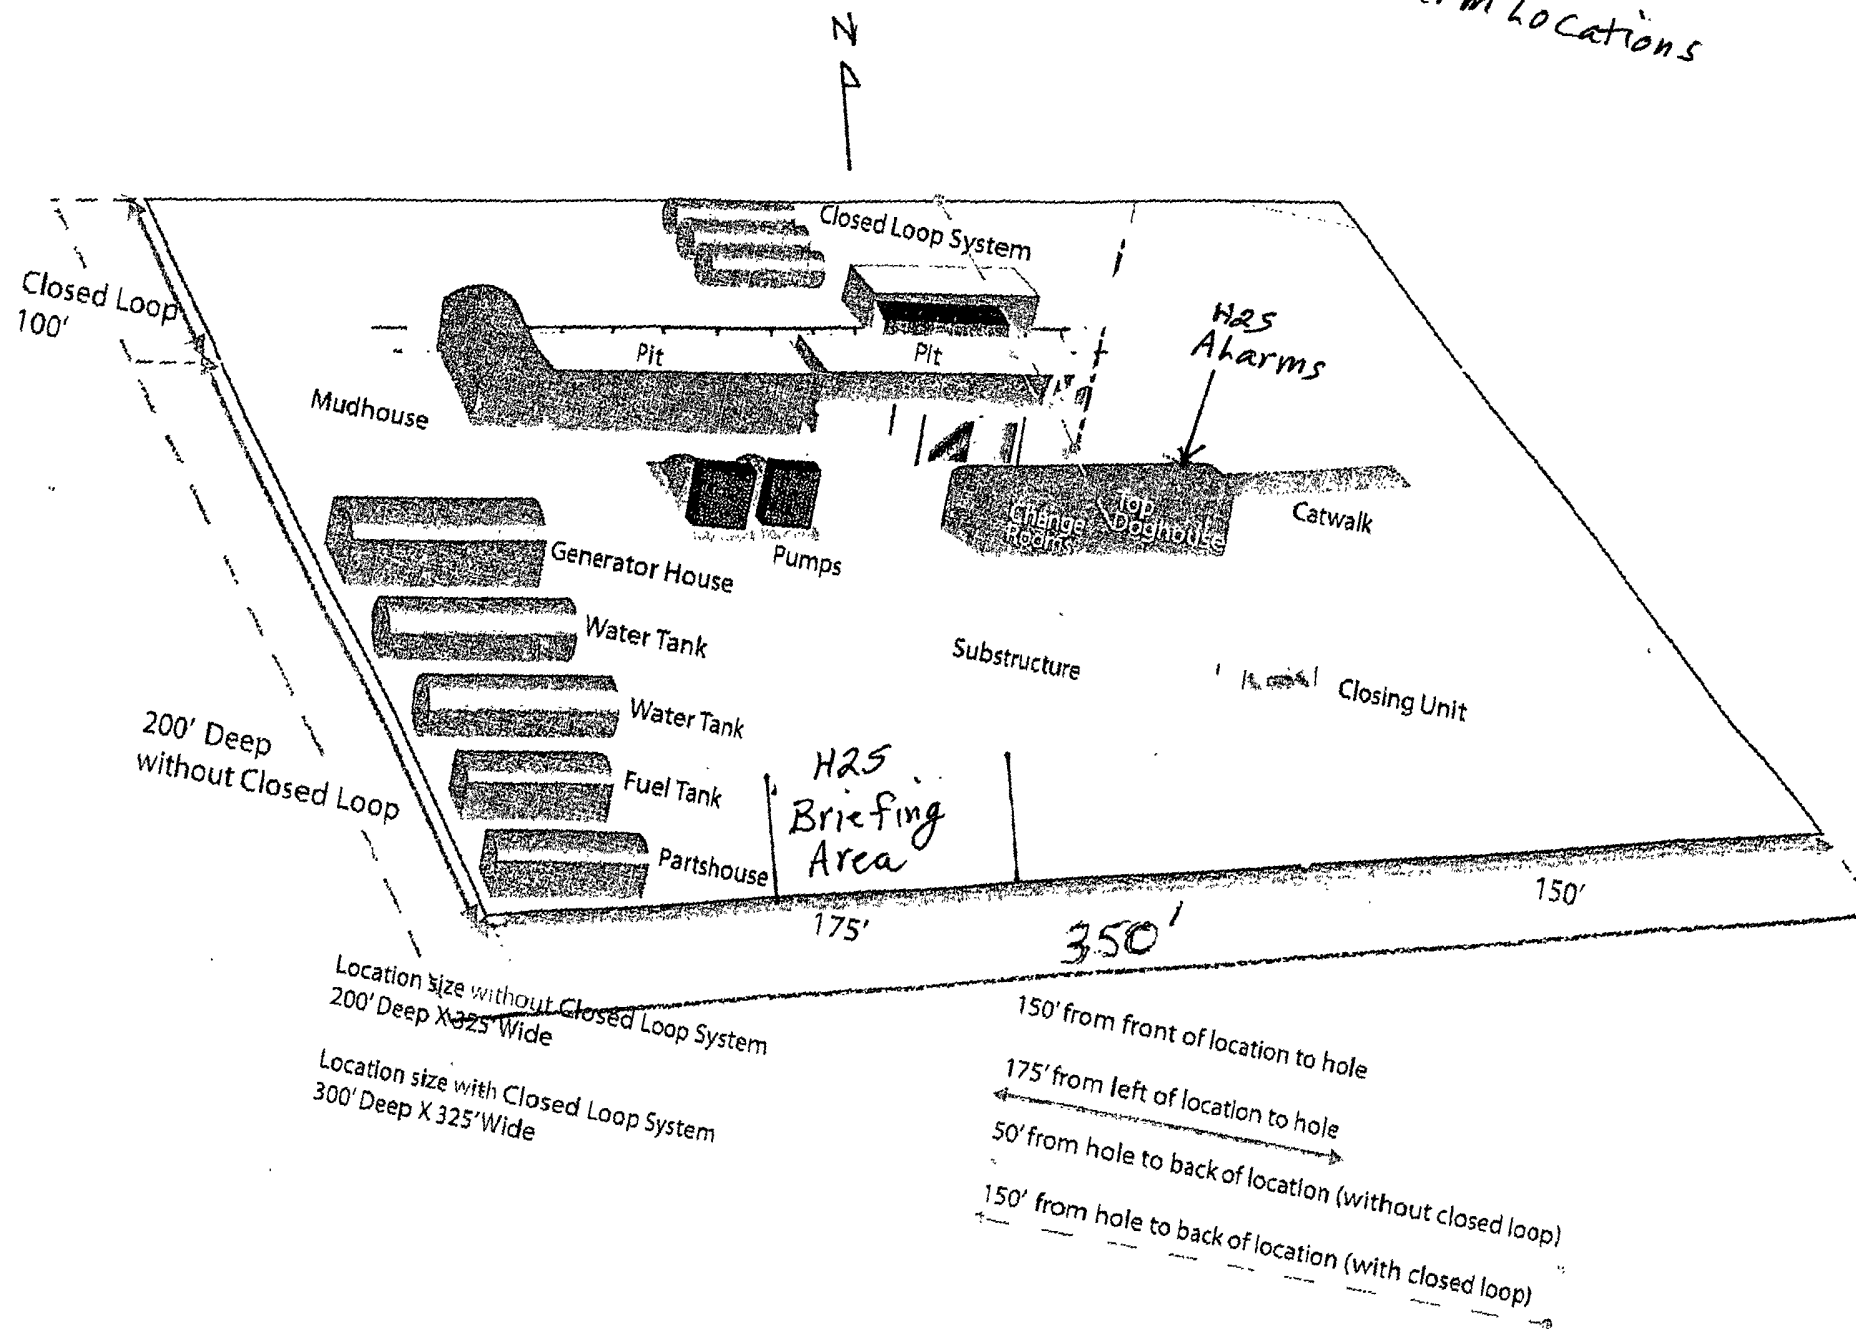 Locations
N
Closed Loop System
Closed Loop
100'
H2S
Alarms
Pit
Pit
Mudhouse
Top
Doghouse
Change
Rooms
Catwalk
Pumps
Generator House
Water Tank
Substructure
Closing Unit
Water Tank
200' Deep
without Closed Loop
Fuel Tank
H2S
Briefing
Area
Partshouse
175'
350'
150'
Location size without Closed Loop System
200' Deep X 325' Wide
Location size with Closed Loop System
300' Deep X 325' Wide
150' from front of location to hole
175' from left of location to hole
50' from hole to back of location (without closed loop)
150' from hole to back of location (with closed loop)